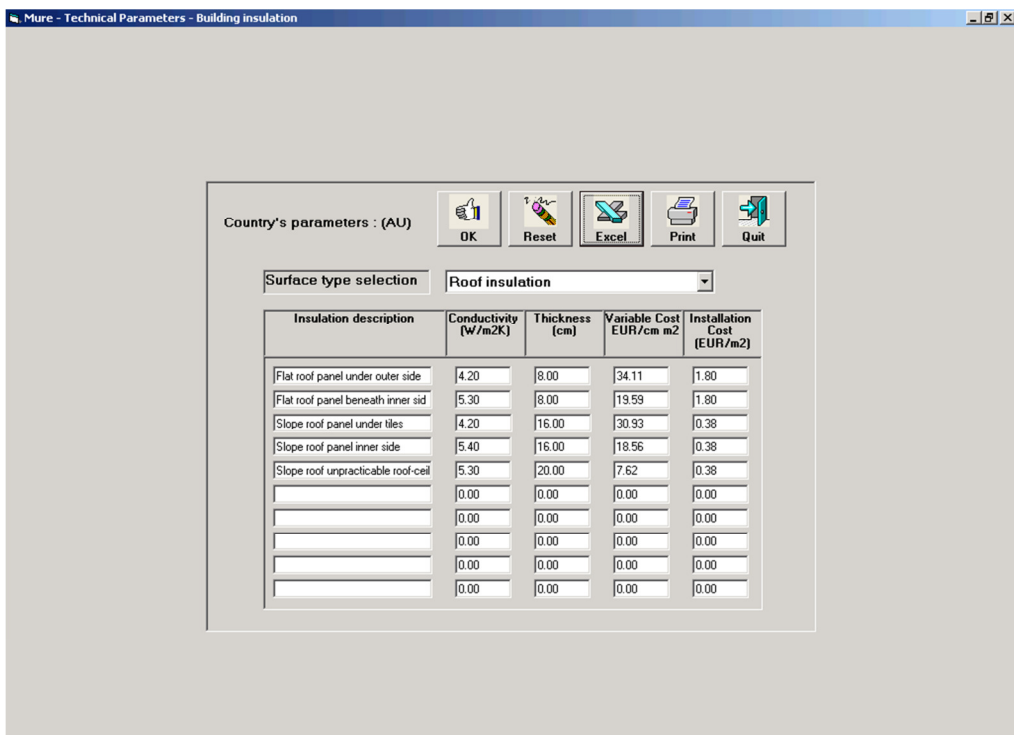 Mure - Technical Parameters - Building insulation
Country's parameters : (AU)
OK
Reset
Excel
Print
Quit
Surface type selection
Roof insulation
Insulation description
Conductivity
(W/m2K)
Thickness
(cm)
Variable Cost
EUR/cm m2
Installation
Cost
(EUR/m2)
Flat roof panel under outer side 4.20 8.00 34.11 1.80
Flat roof panel beneath inner sid 5.30 8.00 19.59 1.80
Slope roof panel under tiles 4.20 16.00 30.93 0.38
Slope roof panel inner side 5.40 16.00 18.56 0.38
Slope roof unpracticable roof-ceil 5.30 20.00 7.62 0.38
0.00 0.00 0.00 0.00
0.00 0.00 0.00 0.00
0.00 0.00 0.00 0.00
0.00 0.00 0.00 0.00
0.00 0.00 0.00 0.00